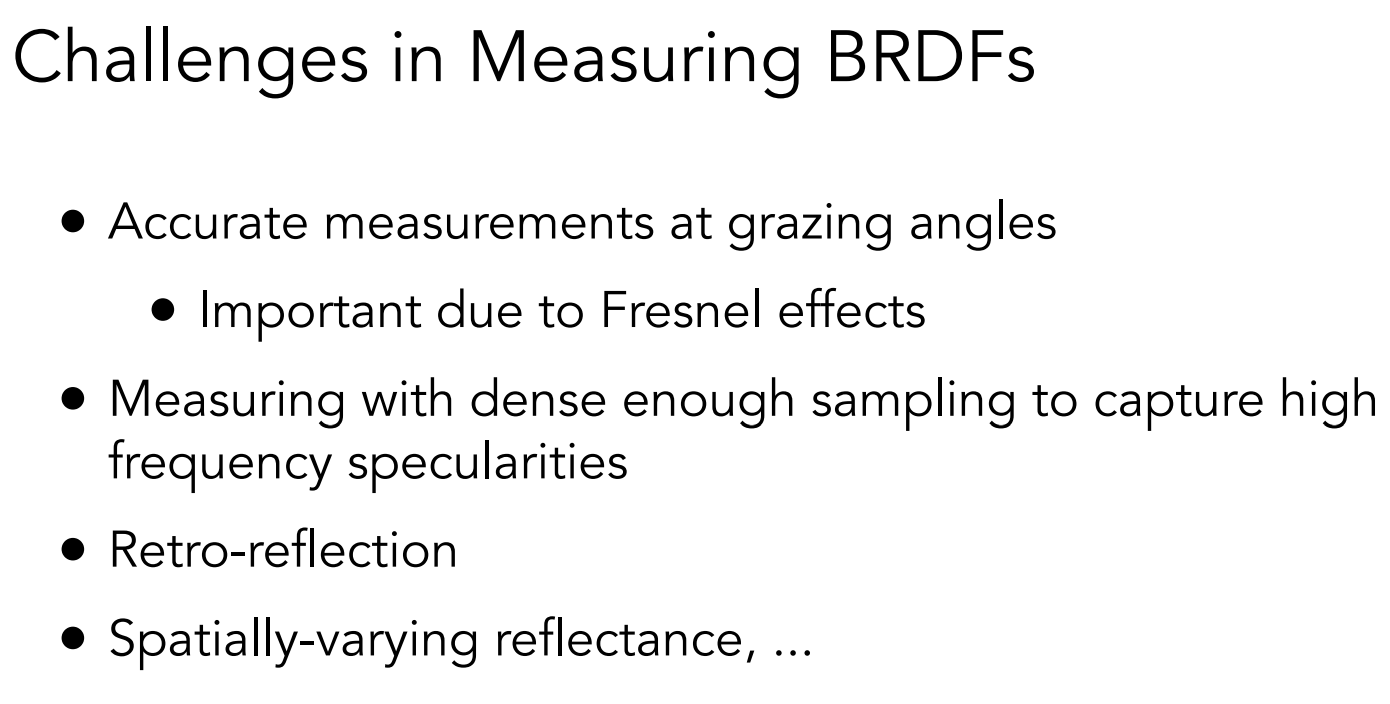 Challenges in Measuring BRDFs
• Accurate measurements at grazing angles
• Important due to Fresnel effects
• Measuring with dense enough sampling to capture high
frequency specularities
• Retro-reflection
• Spatially-varying reflectance, ...